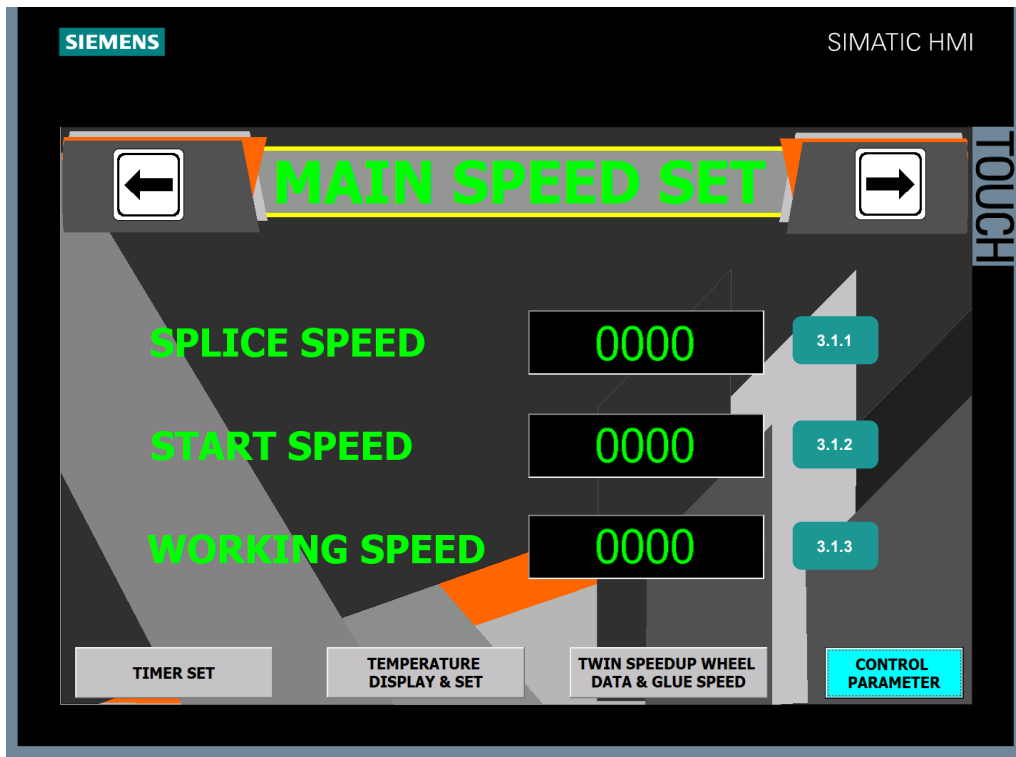 SIEMENS
SIMATIC HMI
TOUCH
MAIN SPEED SET
SPLICE SPEED 0000 3.1.1
START SPEED 0000 3.1.2
WORKING SPEED 0000 3.1.3
TIMER SET
TEMPERATURE
DISPLAY & SET
TWIN SPEEDUP WHEEL
DATA & GLUE SPEED
CONTROL
PARAMETER